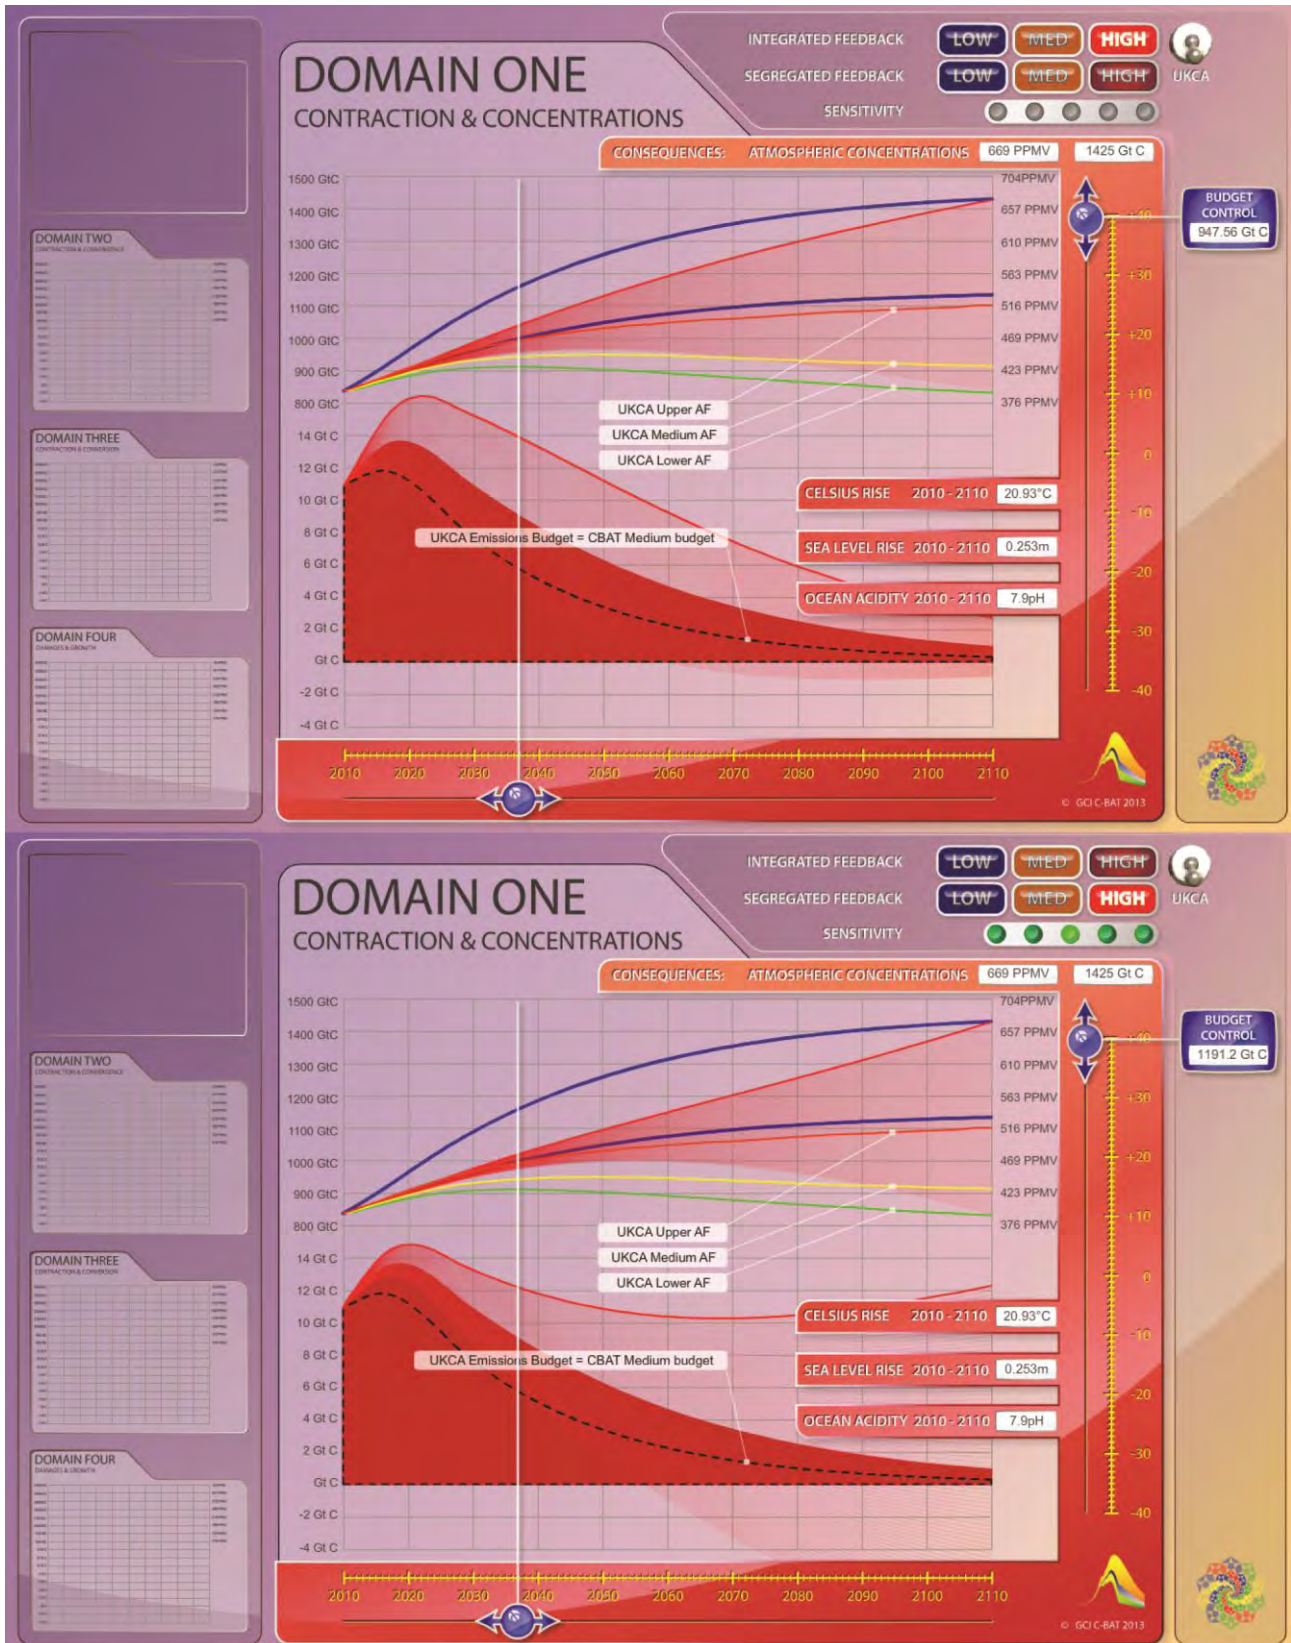 INTEGRATED FEEDBACK LOW MED HIGH
SEGREGATED FEEDBACK LOW MED HIGH UKCA
SENSITIVITY
DOMAIN ONE
CONTRACTION & CONCENTRATIONS
CONSEQUENCES: ATMOSPHERIC CONCENTRATIONS 669 PPMV 1425 Gt C
BUDGET
CONTROL
947.56 Gt C
DOMAIN TWO
CONTRACTION & CONVERGENCE
DOMAIN THREE
CONTRACTION & CONVERSION
DOMAIN FOUR
DAMAGES & GROWTH
1500 GtC
1400 GtC
1300 GtC
1200 GtC
1100 GtC
1000 GtC
900 GtC
800 GtC
14 Gt C
12 Gt C
10 Gt C
8 Gt C
6 Gt C
4 Gt C
2 Gt C
Gt C
-2 Gt C
-4 Gt C
704PPMV
657 PPMV
610 PPMV
563 PPMV
516 PPMV
469 PPMV
423 PPMV
376 PPMV
+40
+30
+20
+10
0
-10
-20
-30
-40
UKCA Upper AF
UKCA Medium AF
UKCA Lower AF
CELSIUS RISE 2010 - 2110 20.93°C
UKCA Emissions Budget = CBAT Medium budget
SEA LEVEL RISE 2010 - 2110 0.253m
OCEAN ACIDITY 2010 - 2110 7.9pH
2010 2020 2030 2040 2050 2060 2070 2080 2090 2100 2110
© GCI C-BAT 2013
INTEGRATED FEEDBACK LOW MED HIGH
SEGREGATED FEEDBACK LOW MED HIGH UKCA
SENSITIVITY
DOMAIN ONE
CONTRACTION & CONCENTRATIONS
CONSEQUENCES: ATMOSPHERIC CONCENTRATIONS 669 PPMV 1425 Gt C
BUDGET
CONTROL
1191.2 Gt C
DOMAIN TWO
CONTRACTION & CONVERGENCE
DOMAIN THREE
CONTRACTION & CONVERSION
DOMAIN FOUR
DAMAGES & GROWTH
1500 GtC
1400 GtC
1300 GtC
1200 GtC
1100 GtC
1000 GtC
900 GtC
800 GtC
14 Gt C
12 Gt C
10 Gt C
8 Gt C
6 Gt C
4 Gt C
2 Gt C
Gt C
-2 Gt C
-4 Gt C
704PPMV
657 PPMV
610 PPMV
563 PPMV
516 PPMV
469 PPMV
423 PPMV
376 PPMV
+40
+30
+20
+10
0
-10
-20
-30
-40
UKCA Upper AF
UKCA Medium AF
UKCA Lower AF
CELSIUS RISE 2010 - 2110 20.93°C
UKCA Emissions Budget = CBAT Medium budget
SEA LEVEL RISE 2010 - 2110 0.253m
OCEAN ACIDITY 2010 - 2110 7.9pH
2010 2020 2030 2040 2050 2060 2070 2080 2090 2100 2110
© GCI C-BAT 2013